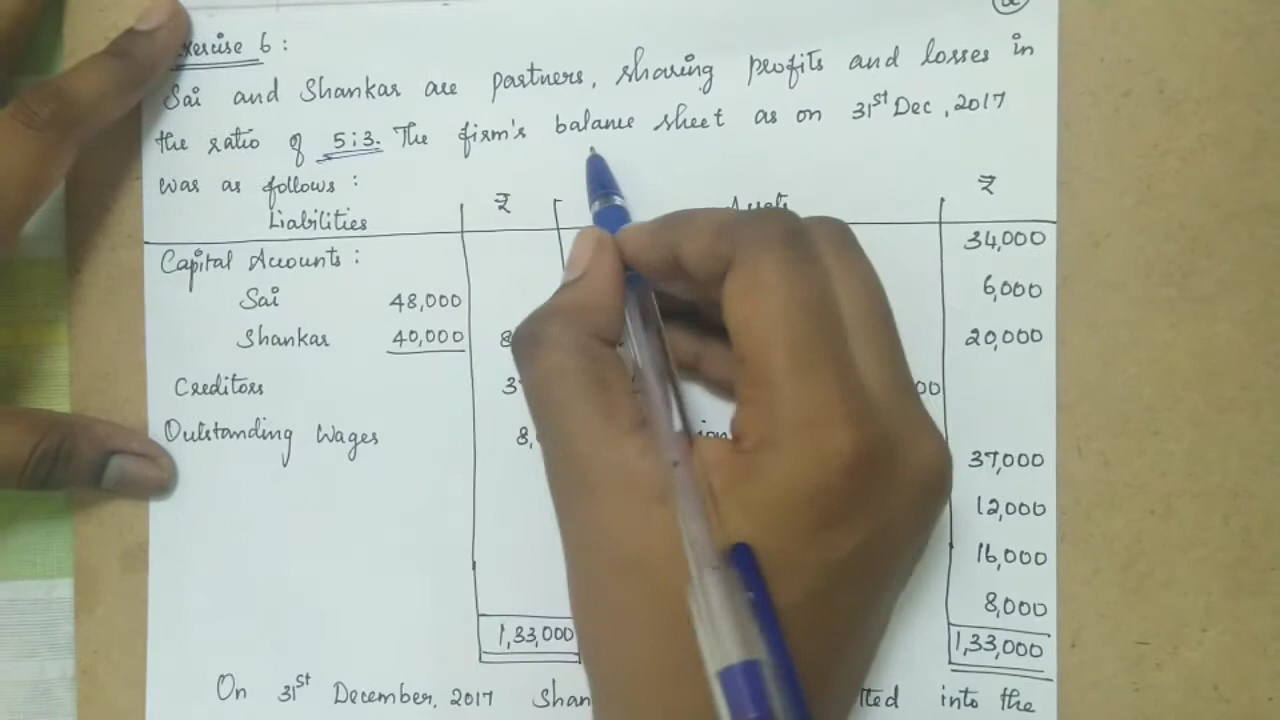 Exercise 6 :
Sai and Shankar are partners, sharing profits and losses in
the ratio of 5:3. The firm's balance sheet as on 31st Dec, 2017
was as follows :
Liabilities ₹ Assets ₹
34,000
Capital Accounts :
Sai 48,000 6,000
Shankar 40,000 20,000
Creditors
Outstanding Wages
37,000
12,000
16,000
8,000
1,33,000 1,33,000
On 31st December, 2017 into the